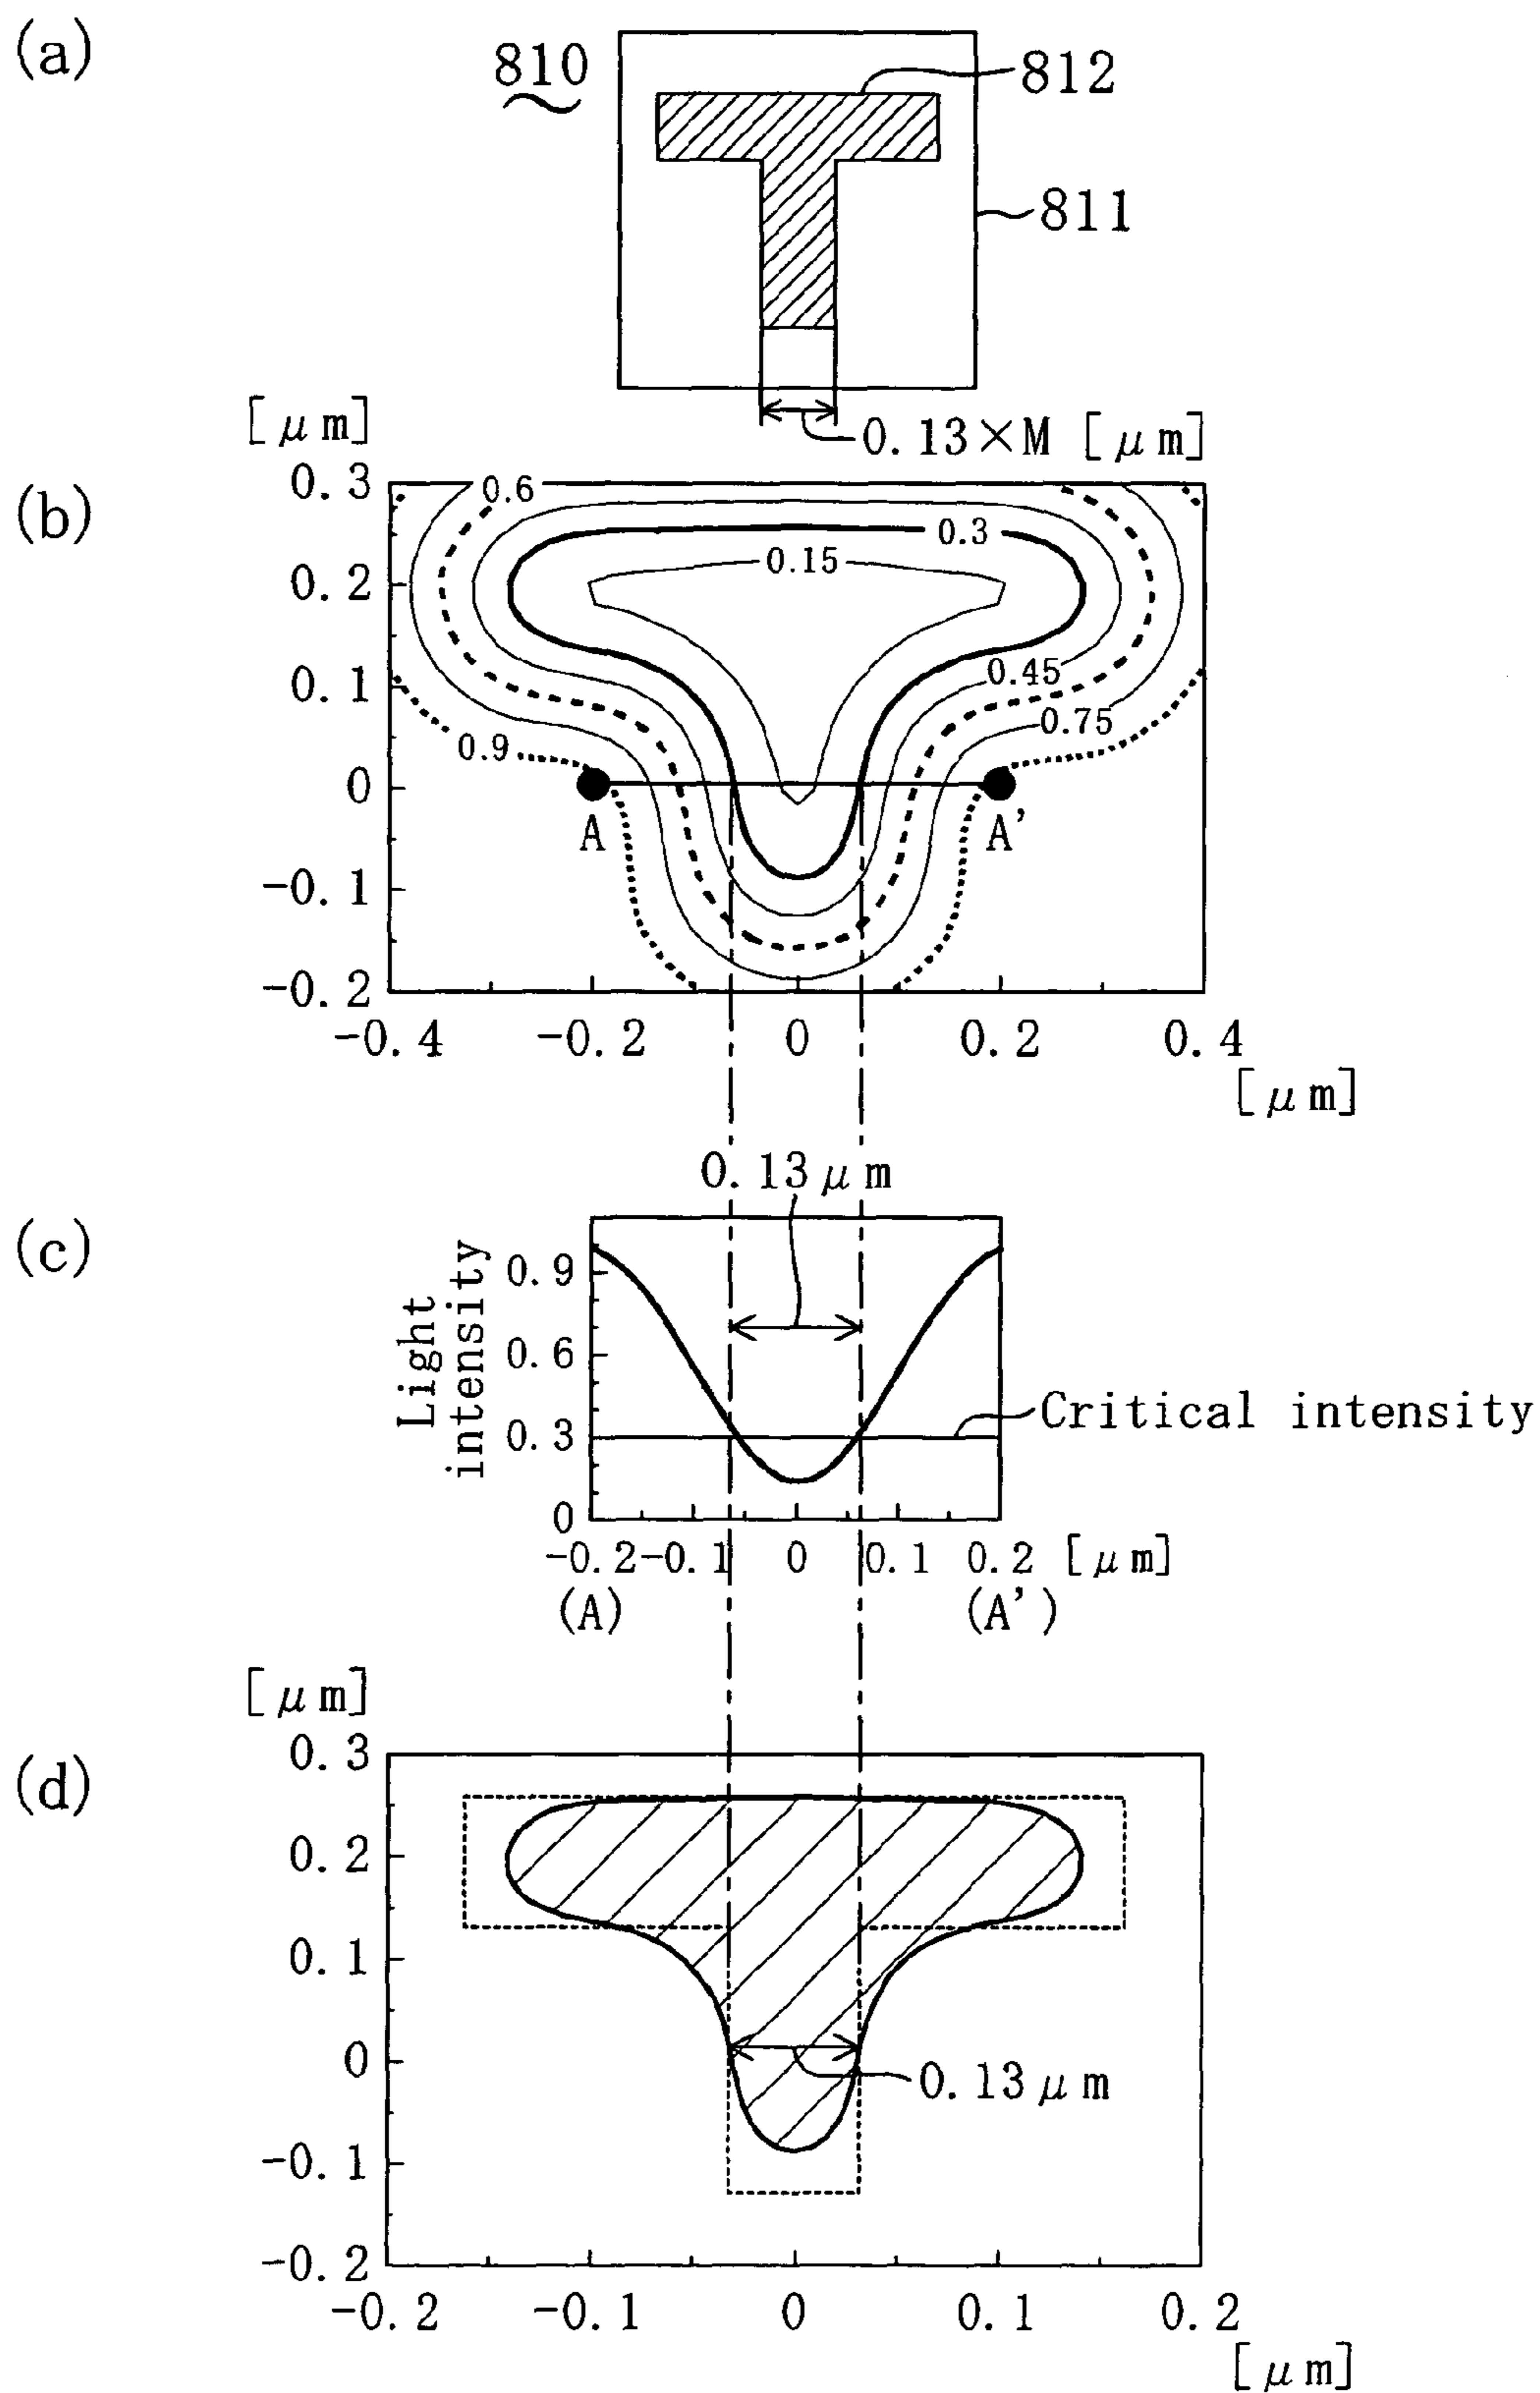 (a)
810
812
811
0.13×M [μm]
(b)
[μm]
0.3
0.2
0.1
0
-0.1
-0.2
0.6
0.3
0.15
0.45
0.75
0.9
A
A'
-0.4
-0.2
0
0.2
0.4
[μm]
0.13μm
(c)
Light
intensity
0.9
0.6
0.3
0
Critical intensity
-0.2
-0.1
0
0.1
0.2
[μm]
(A)
(A')
(d)
[μm]
0.3
0.2
0.1
0
-0.1
-0.2
0.13μm
-0.2
-0.1
0
0.1
0.2
[μm]